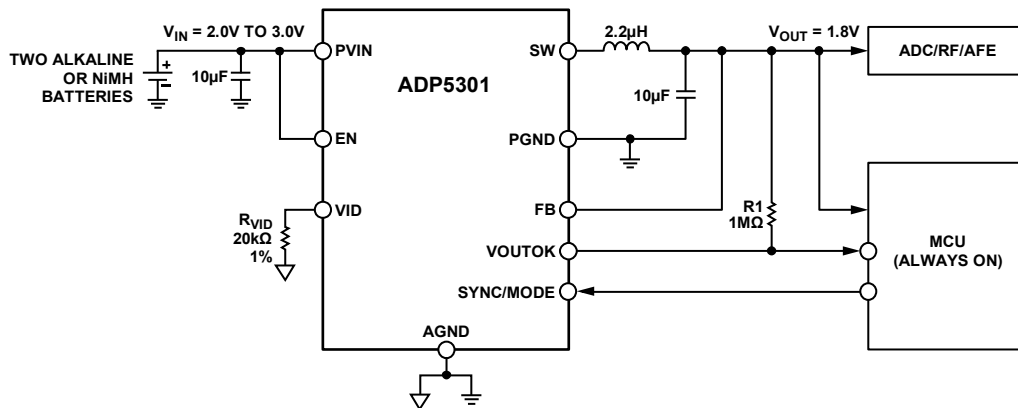 V_IN = 2.0V TO 3.0V
TWO ALKALINE
OR NiMH
BATTERIES
+
–
10µF
PVIN
EN
VID
R_VID
20kΩ
1%
ADP5301
AGND
SW
PGND
FB
VOUTOK
SYNC/MODE
2.2µH
10µF
V_OUT = 1.8V
R1
1MΩ
ADC/RF/AFE
MCU
(ALWAYS ON)